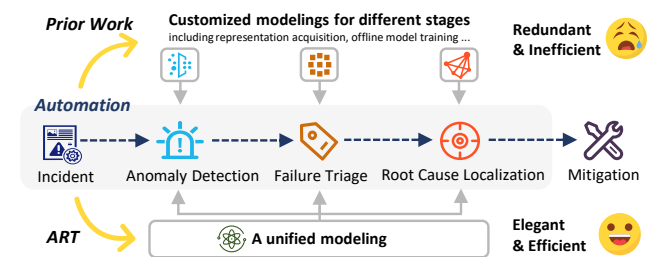 Prior Work
Customized modelings for different stages
including representation acquisition, offline model training ...
Redundant
& Inefficient
Automation
Incident
Anomaly Detection
Failure Triage
Root Cause Localization
Mitigation
ART
A unified modeling
Elegant
& Efficient